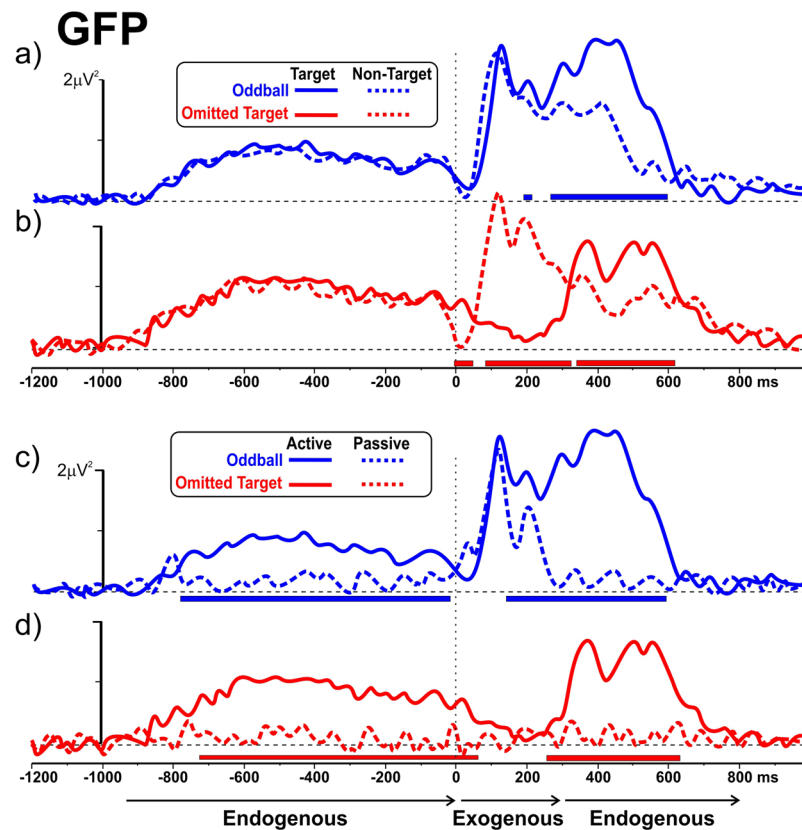 GFP
a)
Target Non-Target
Oddball
Omitted Target
2μV²
b)
-1200 -1000 -800 -600 -400 -200 0 200 400 600 800 ms
c)
Active Passive
Oddball
Omitted Target
2μV²
d)
-1200 -1000 -800 -600 -400 -200 0 200 400 600 800 ms
Endogenous Exogenous Endogenous